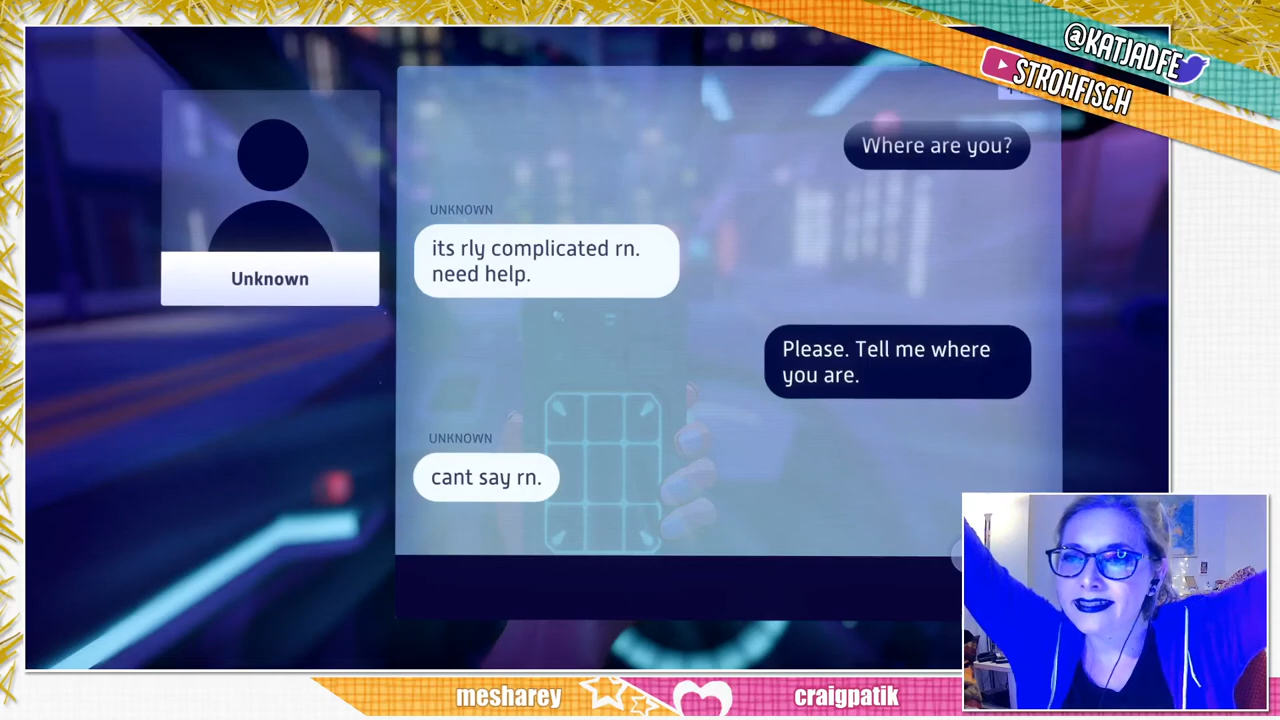 @KATJADFE
STROHFISCH
Where are you?
UNKNOWN
its rly complicated rn.
need help.
Unknown
Please. Tell me where
you are.
UNKNOWN
cant say rn.
mesharey
craigpatik